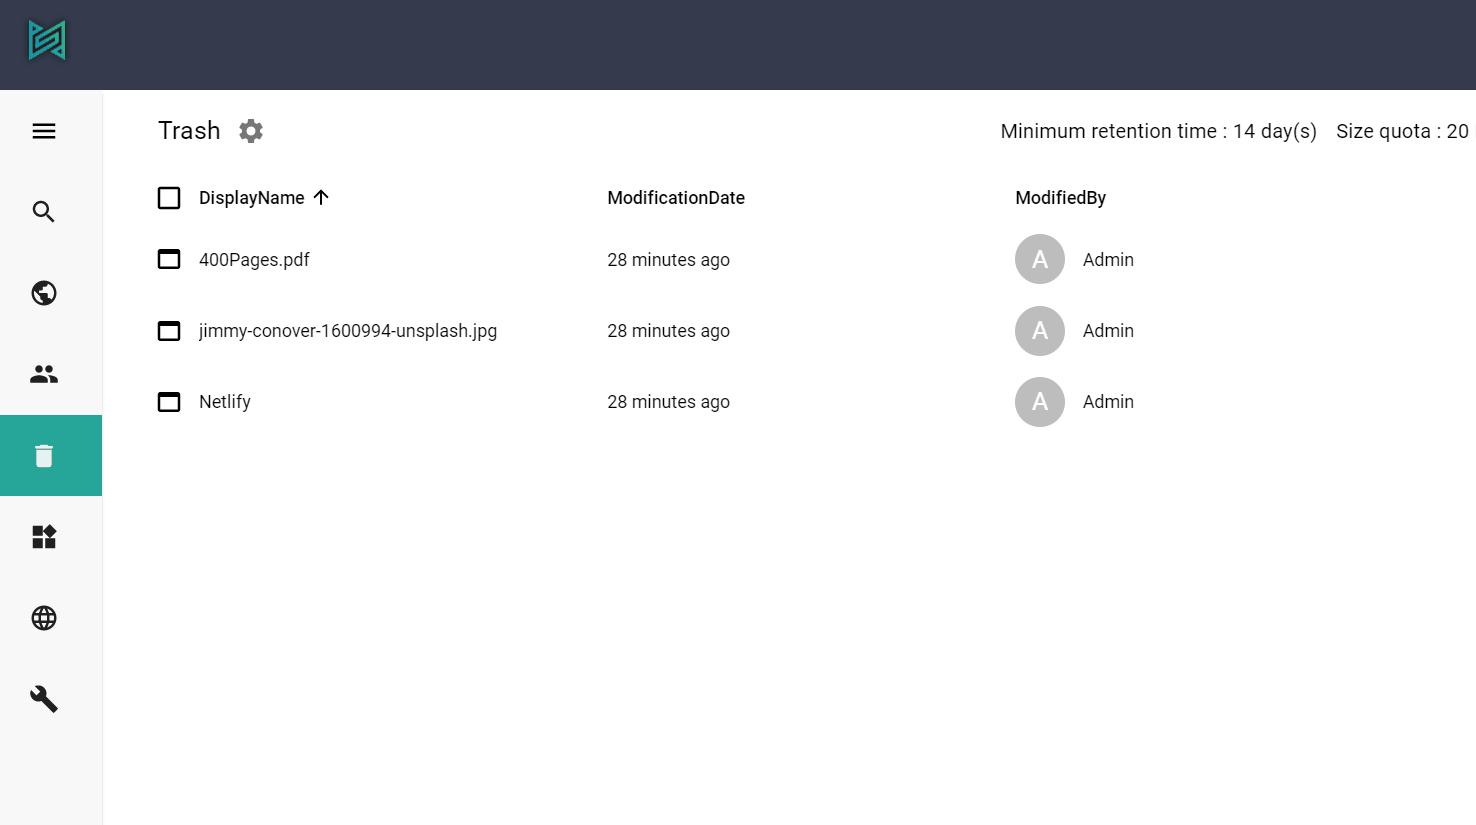 Trash Minimum retention time : 14 day(s) Size quota : 20
DisplayName ModificationDate ModifiedBy
400Pages.pdf 28 minutes ago A Admin
jimmy-conover-1600994-unsplash.jpg 28 minutes ago A Admin
Netlify 28 minutes ago A Admin